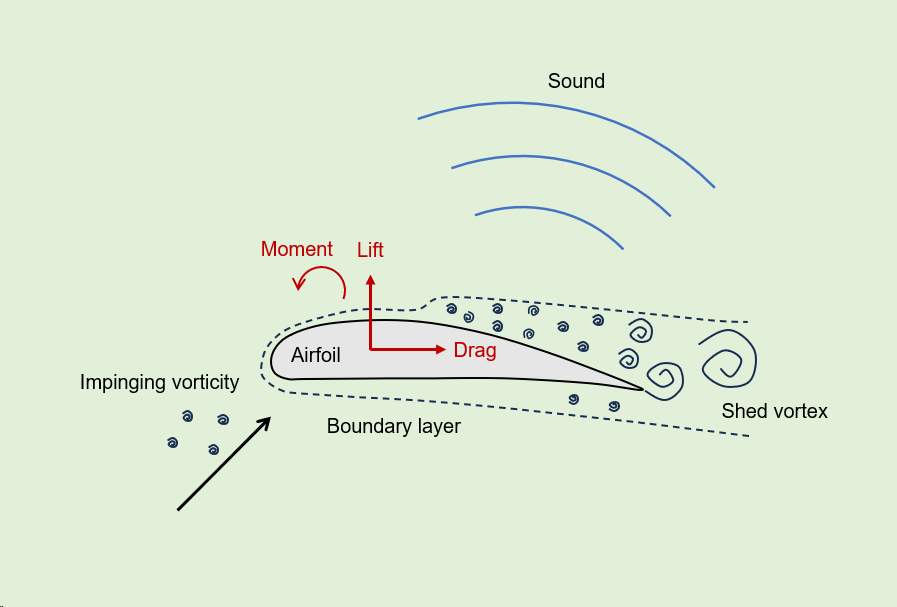 Sound
Moment
Lift
Airfoil
Drag
Impinging vorticity
Boundary layer
Shed vortex